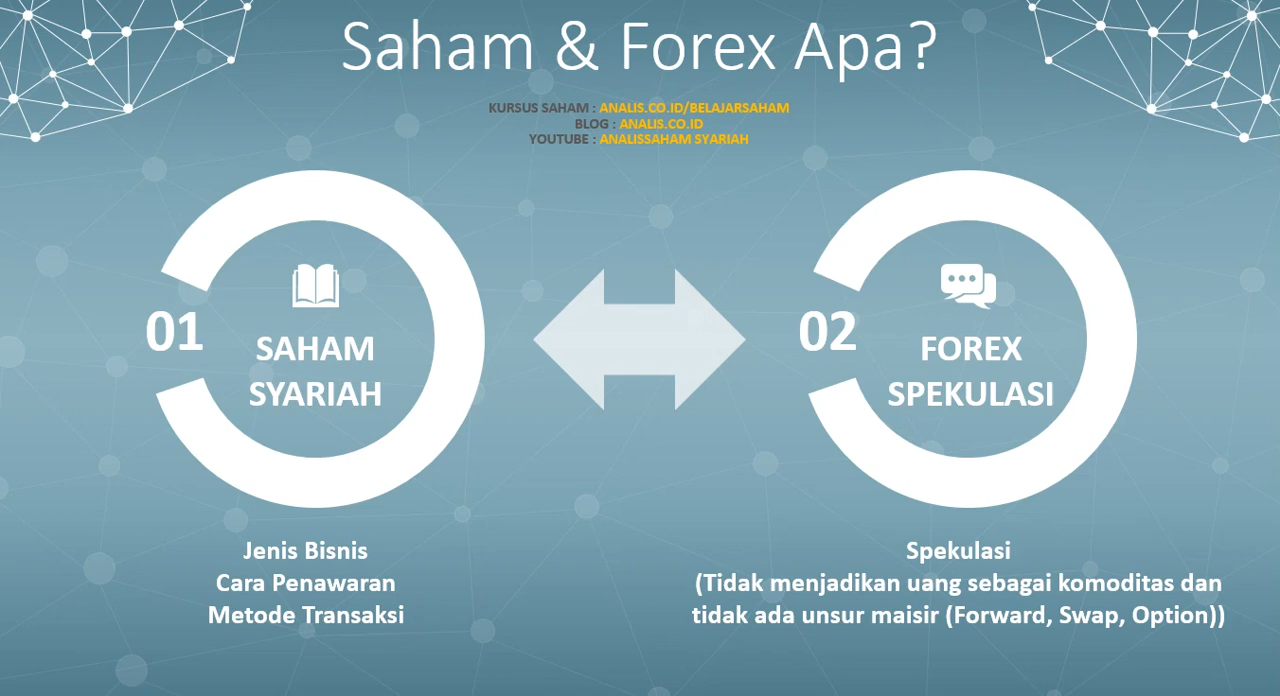 Saham & Forex Apa?
KURSUS SAHAM : ANALIS.CO.ID/BELAJARSAHAM
BLOG : ANALIS.CO.ID
YOUTUBE : ANALISSAHAM SYARIAH
01
SAHAM
SYARIAH
Jenis Bisnis
Cara Penawaran
Metode Transaksi
02
FOREX
SPEKULASI
Spekulasi
(Tidak menjadikan uang sebagai komoditas dan
tidak ada unsur maisir (Forward, Swap, Option))